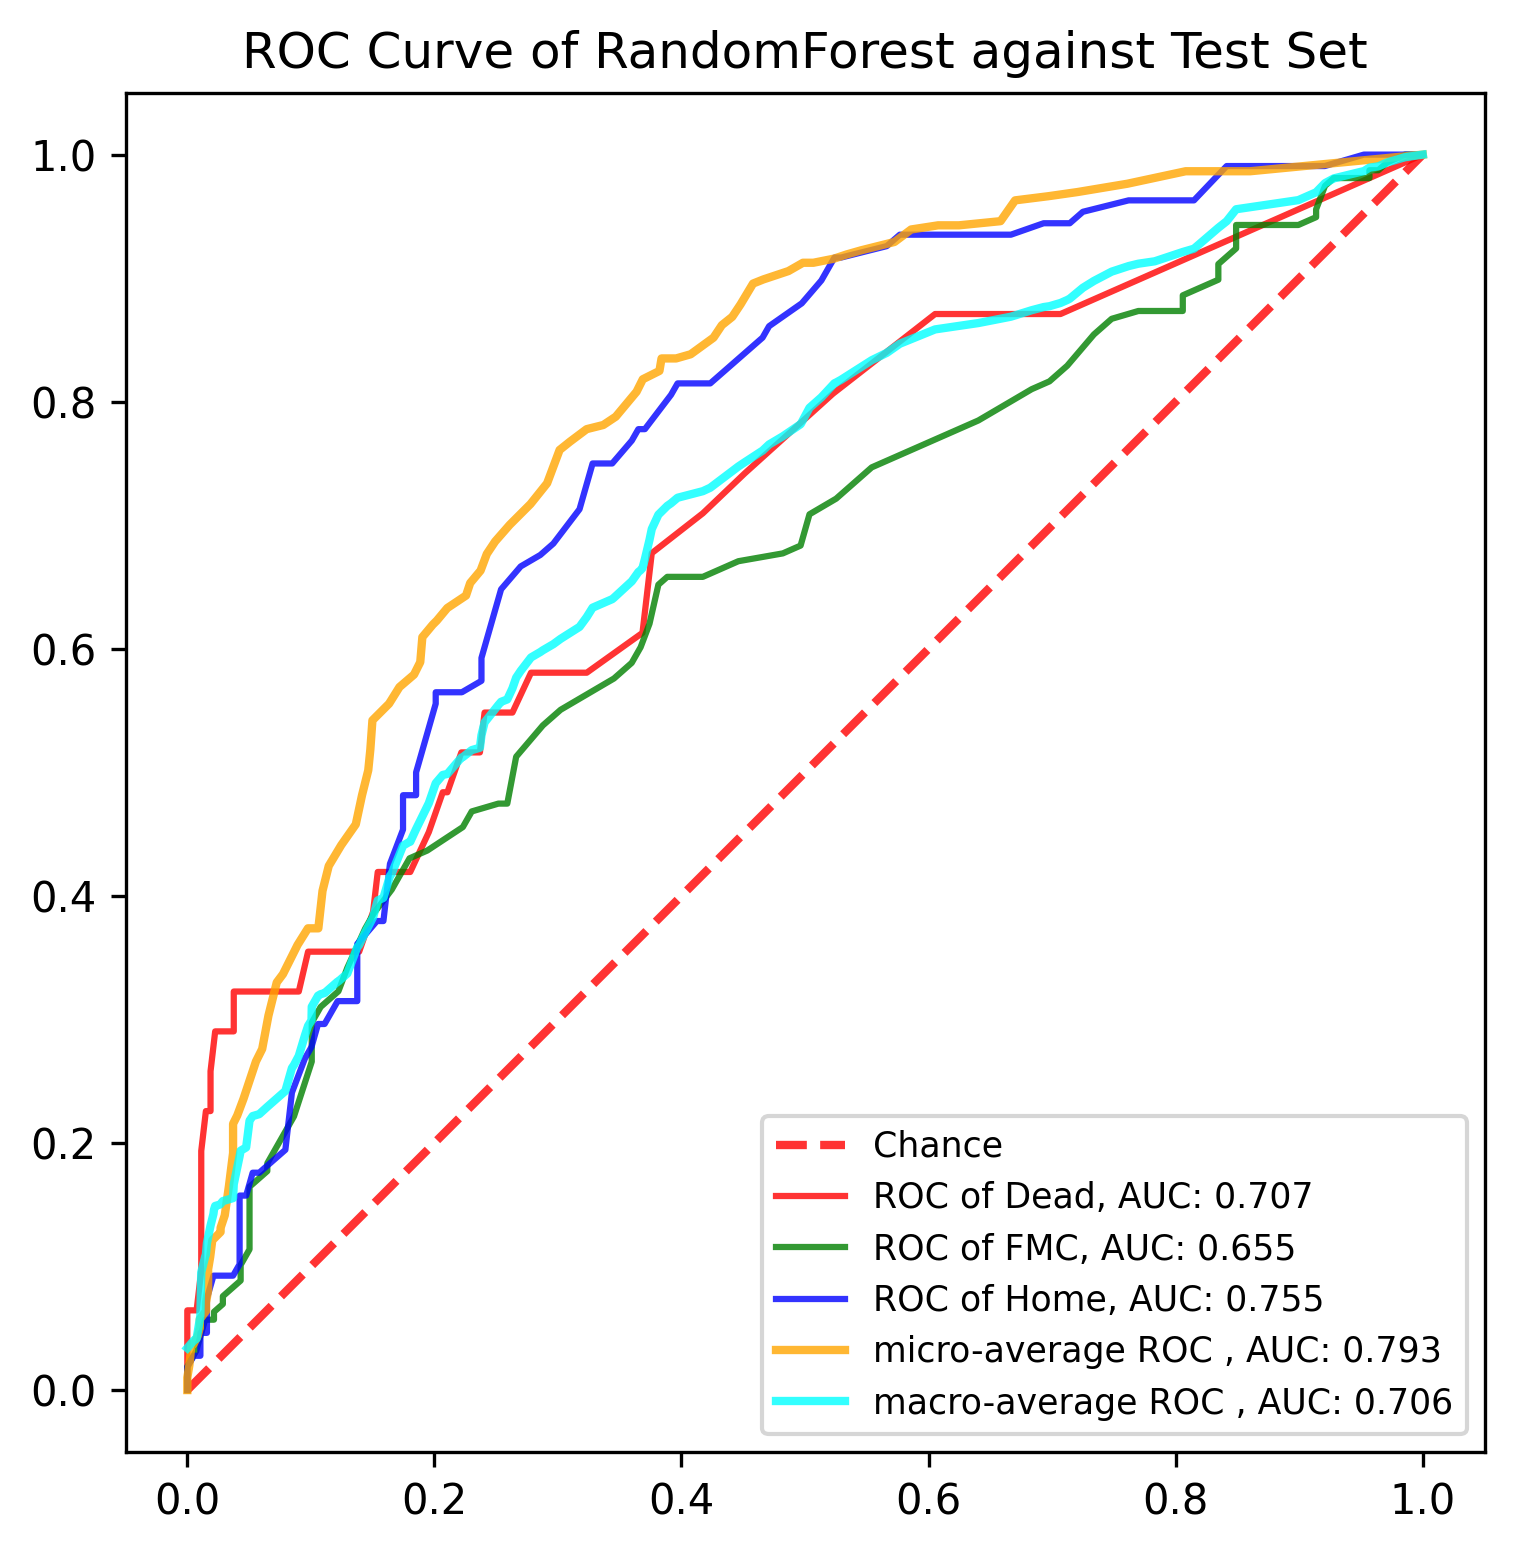 ROC Curve of RandomForest against Test Set
1.0
0.8
0.6
0.4
0.2
0.0
0.0 0.2 0.4 0.6 0.8 1.0
Chance
ROC of Dead, AUC: 0.707
ROC of FMC, AUC: 0.655
ROC of Home, AUC: 0.755
micro-average ROC , AUC: 0.793
macro-average ROC , AUC: 0.706